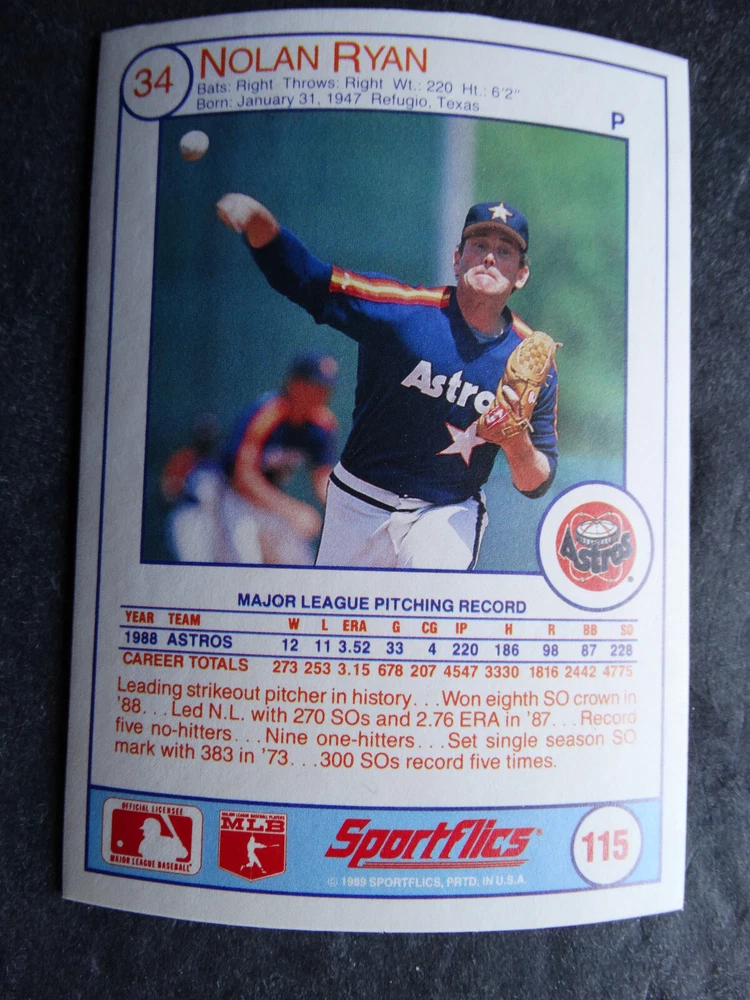 34
NOLAN RYAN
Bats: Right Throws: Right Wt.: 220 Ht.: 6'2"
Born: January 31, 1947 Refugio, Texas
P
Astro
Astros
MAJOR LEAGUE PITCHING RECORD
YEAR TEAM W L ERA G CG IP H R BB SO
1988 ASTROS 12 11 3.52 33 4 220 186 98 87 228
CAREER TOTALS 273 253 3.15 678 207 4547 3330 1816 2442 4775
Leading strikeout pitcher in history...Won eighth SO crown in
'88...Led N.L. with 270 SOs and 2.76 ERA in '87...Record
five no-hitters...Nine one-hitters...Set single season SO
mark with 383 in '73...300 SOs record five times.
OFFICIAL LICENSEE
MAJOR LEAGUE BASEBALL
MAJOR LEAGUE BASEBALL PLAYERS
MLB
Sportflics
© 1989 SPORTFLICS, PRTD. IN U.S.A.
115